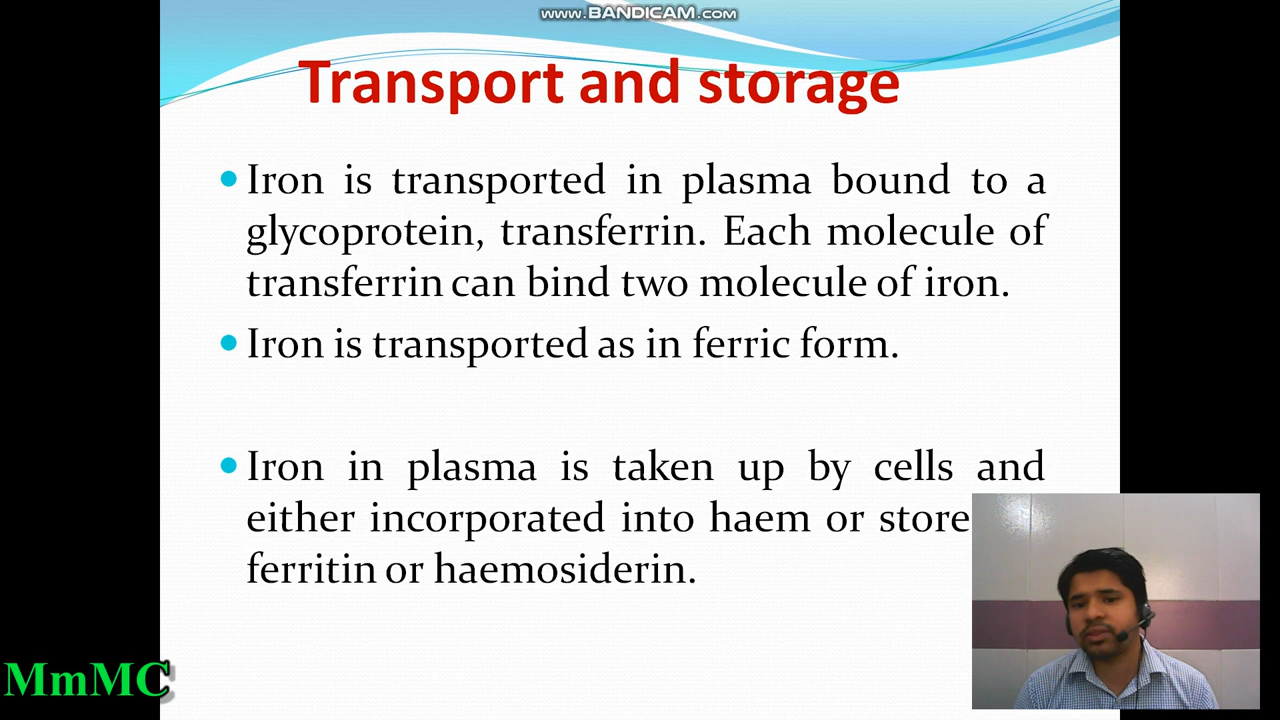 www.BANDICAM.com
Transport and storage
Iron is transported in plasma bound to a
glycoprotein, transferrin. Each molecule of
transferrin can bind two molecule of iron.
Iron is transported as in ferric form.
Iron in plasma is taken up by cells and
either incorporated into haem or store
ferritin or haemosiderin.
MmMC